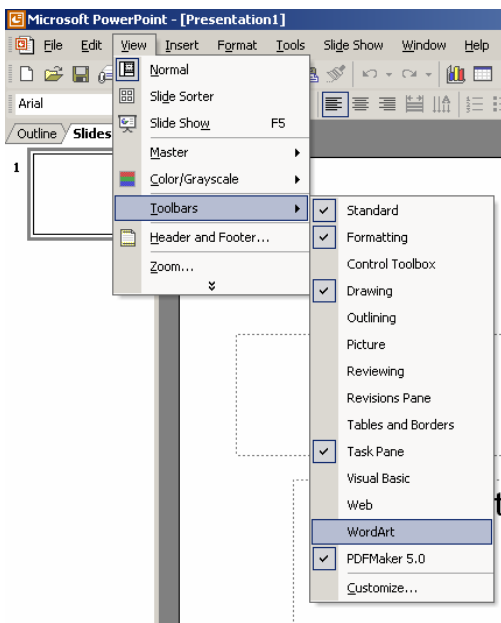 Microsoft PowerPoint - [Presentation1]
File Edit View Insert Format Tools Slide Show Window Help
Arial
Outline Slides
1
Normal
Slide Sorter
Slide Show F5
Master
Color/Grayscale
Toolbars
Header and Footer...
Zoom...
Standard
Formatting
Control Toolbox
Drawing
Outlining
Picture
Reviewing
Revisions Pane
Tables and Borders
Task Pane
Visual Basic
Web
WordArt
PDFMaker 5.0
Customize...